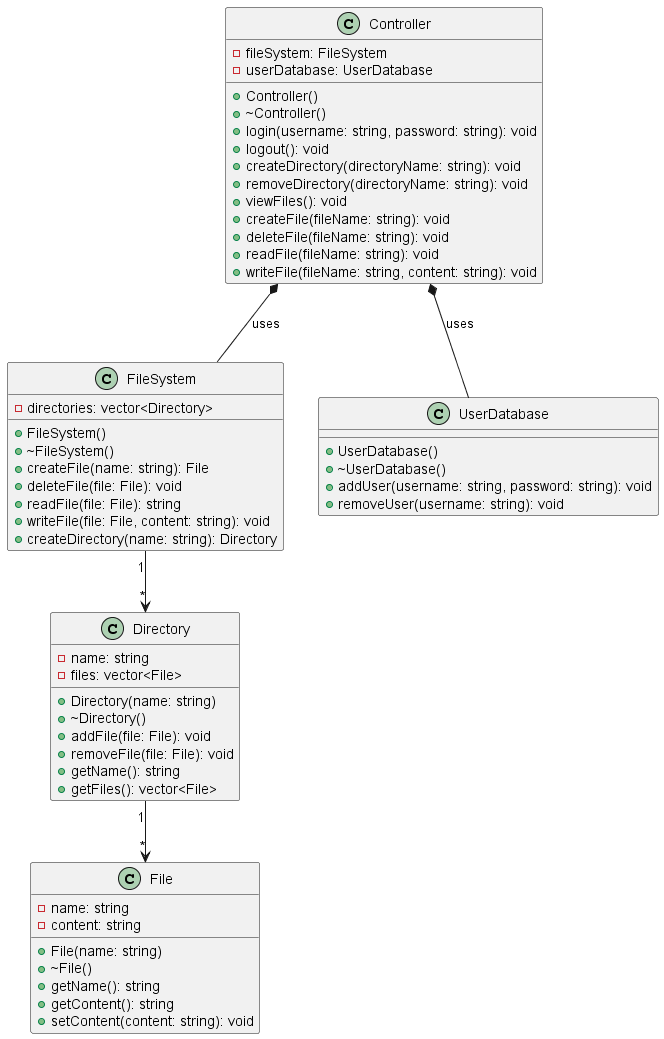 C Controller
fileSystem: FileSystem
userDatabase: UserDatabase
Controller()
~Controller()
login(username: string, password: string): void
logout(): void
createDirectory(directoryName: string): void
removeDirectory(directoryName: string): void
viewFiles(): void
createFile(fileName: string): void
deleteFile(fileName: string): void
readFile(fileName: string): void
writeFile(fileName: string, content: string): void
uses
uses
C FileSystem
directories: vector<Directory>
FileSystem()
~FileSystem()
createFile(name: string): File
deleteFile(file: File): void
readFile(file: File): string
writeFile(file: File, content: string): void
createDirectory(name: string): Directory
C UserDatabase
UserDatabase()
~UserDatabase()
addUser(username: string, password: string): void
removeUser(username: string): void
1
*
C Directory
name: string
files: vector<File>
Directory(name: string)
~Directory()
addFile(file: File): void
removeFile(file: File): void
getName(): string
getFiles(): vector<File>
1
*
C File
name: string
content: string
File(name: string)
~File()
getName(): string
getContent(): string
setContent(content: string): void